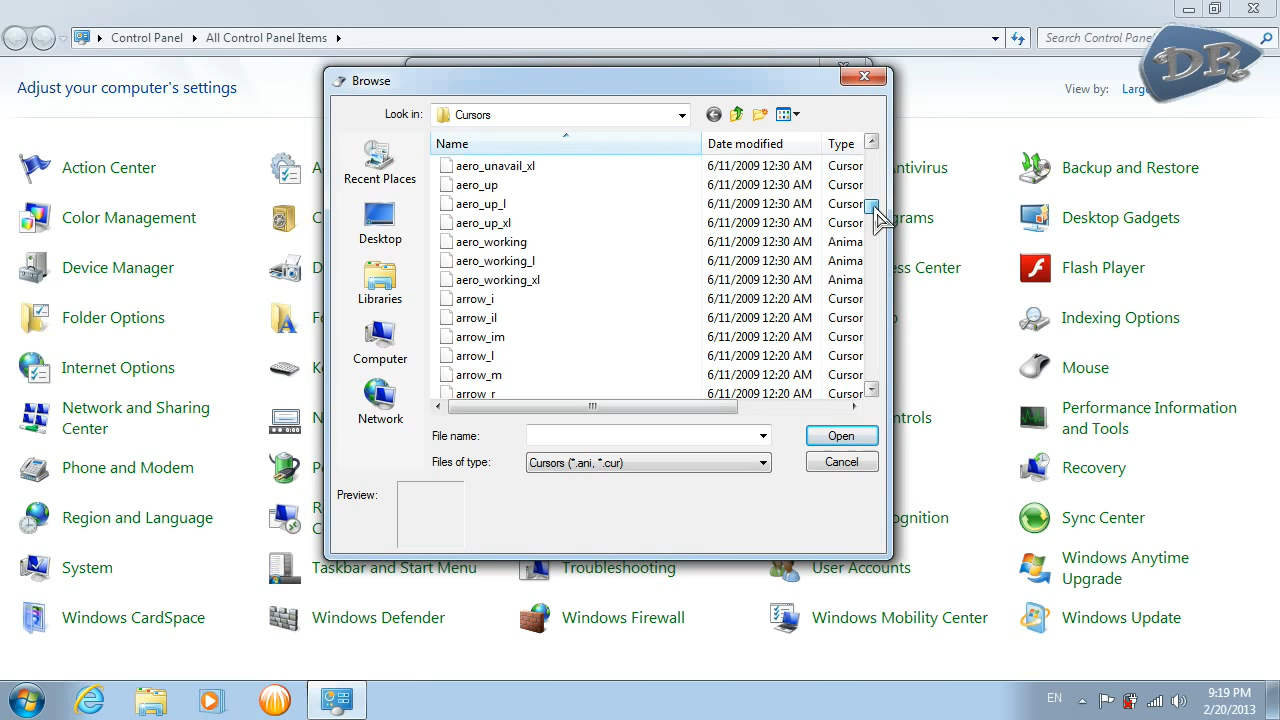 Control Panel
All Control Panel Items
Search Control Panel
DR
Adjust your computer's settings
View by:
Browse
Look in:
Cursors
Name
Date modified
Type
aero_unavail_xl
6/11/2009 12:30 AM
Cursor
aero_up
6/11/2009 12:30 AM
Cursor
aero_up_l
6/11/2009 12:30 AM
Cursor
aero_up_xl
6/11/2009 12:30 AM
Cursor
aero_working
6/11/2009 12:30 AM
Anima
aero_working_l
6/11/2009 12:30 AM
Anima
aero_working_xl
6/11/2009 12:30 AM
Anima
arrow_i
6/11/2009 12:20 AM
Cursor
arrow_il
6/11/2009 12:20 AM
Cursor
arrow_im
6/11/2009 12:20 AM
Cursor
arrow_l
6/11/2009 12:20 AM
Cursor
arrow_m
6/11/2009 12:20 AM
Cursor
arrow_r
6/11/2009 12:20 AM
Cursor
Recent Places
Desktop
Libraries
Computer
Network
File name:
Open
Files of type:
Cursors (*.ani, *.cur)
Cancel
Preview:
Action Center
Antivirus
Backup and Restore
Color Management
Desktop Gadgets
Device Manager
Center
Flash Player
Folder Options
Indexing Options
Internet Options
Mouse
Network and Sharing
Center
Performance Information
and Tools
Phone and Modem
Recovery
Region and Language
Sync Center
System
Taskbar and Start Menu
Troubleshooting
User Accounts
Windows Anytime
Upgrade
Windows CardSpace
Windows Defender
Windows Firewall
Windows Mobility Center
Windows Update
EN
9:19 PM
2/20/2013